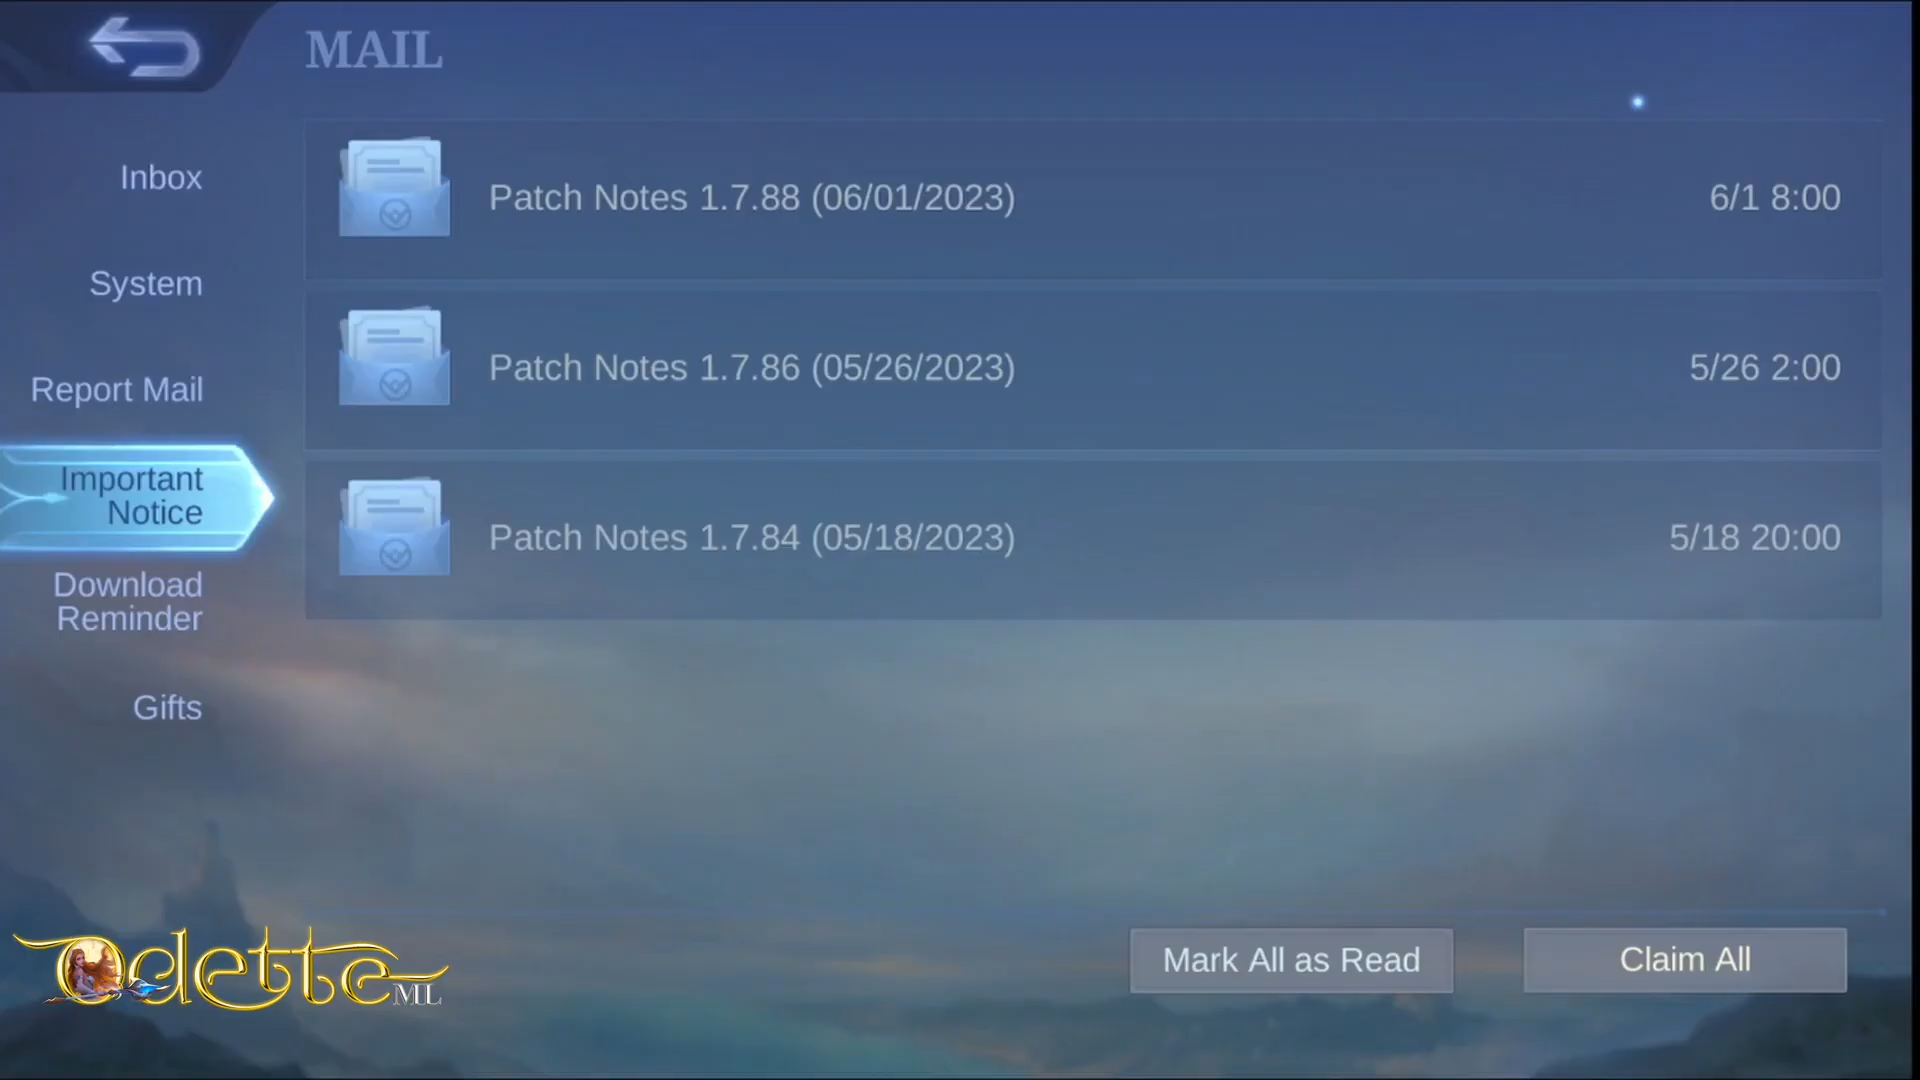 MAIL
Inbox
System
Report Mail
Important
Notice
Download
Reminder
Gifts
Patch Notes 1.7.88 (06/01/2023)
6/1 8:00
Patch Notes 1.7.86 (05/26/2023)
5/26 2:00
Patch Notes 1.7.84 (05/18/2023)
5/18 20:00
Mark All as Read
Claim All
Odette ML